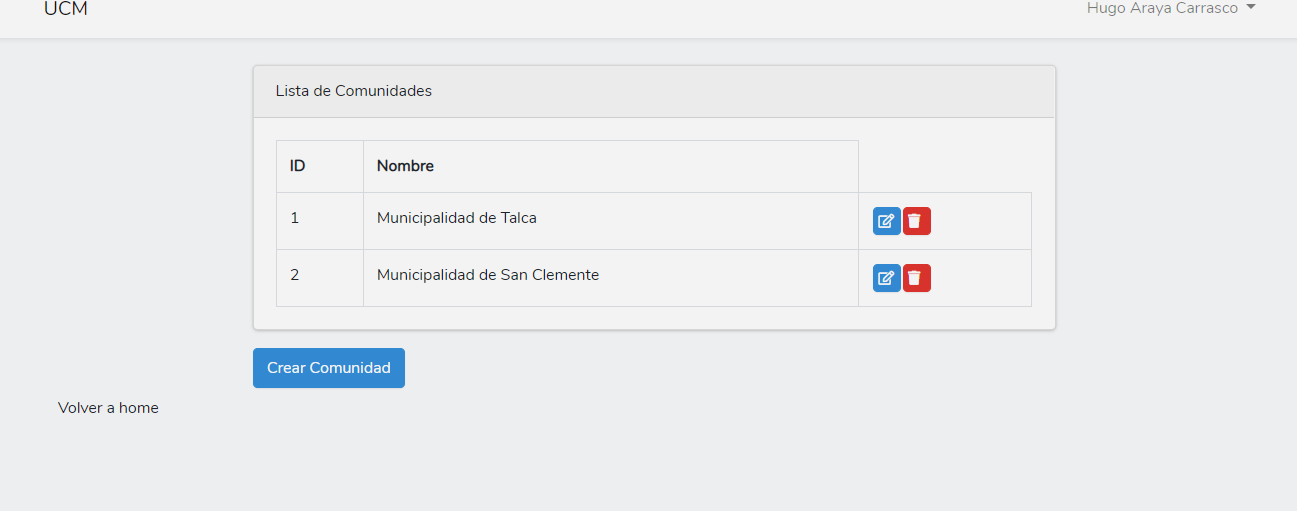 UCM
Hugo Araya Carrasco
Lista de Comunidades
ID Nombre
1 Municipalidad de Talca
2 Municipalidad de San Clemente
Crear Comunidad
Volver a home